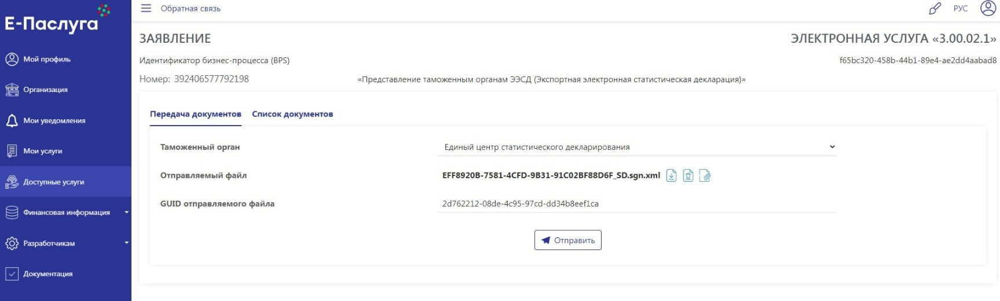 Е-Паслуга
Мой профиль
Организация
Мои уведомления
Мои услуги
Доступные услуги
Финансовая информация
Разработчикам
Документация
Обратная связь
РУС
ЗАЯВЛЕНИЕ
ЭЛЕКТРОННАЯ УСЛУГА «3.00.02.1»
Идентификатор бизнес-процесса (BPS)
f65bc320-458b-44b1-89e4-ae2dd4aabad8
Номер: 392406577792198
«Представление таможенным органам ЭЭСД (Экспортная электронная статистическая декларация)»
Передача документов
Список документов
Таможенный орган
Единый центр статистического декларирования
Отправляемый файл
EFF8920B-7581-4CFD-9B31-91C02BF88D6F_SD.sgn.xml
GUID отправляемого файла
2d762212-08de-4c95-97cd-dd34b8eef1ca
Отправить